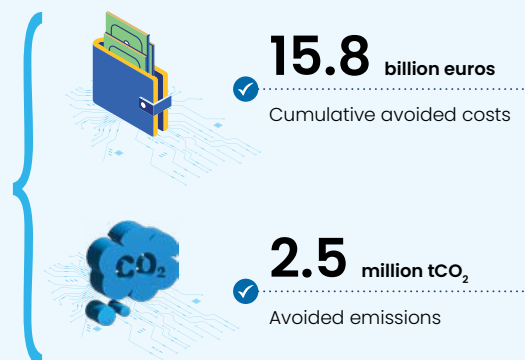 15.8 billion euros
Cumulative avoided costs
CO₂
2.5 million tCO₂
Avoided emissions